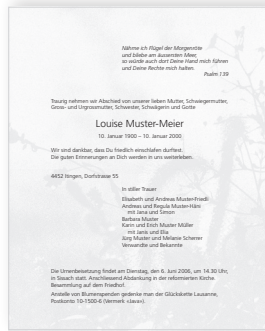 Nähme ich Flügel der Morgenröte
und bliebe am äussersten Meer,
so würde auch dort Deine Hand mich führen
und Deine Rechte mich halten.
Psalm 139
Traurig nehmen wir Abschied von unserer lieben Mutter, Schwiegermutter,
Gross- und Urgrossmutter, Schwester, Schwägerin und Gotte
Louise Muster-Meier
10. Januar 1900 – 10. Januar 2000
Wir sind dankbar, dass Du friedlich einschlafen durftest.
Die guten Erinnerungen an Dich werden in uns weiterleben.
4452 Itingen, Dorfstrasse 55
In stiller Trauer
Elisabeth und Andreas Muster-Friedli
Andreas und Regula Muster-Häni
mit Jana und Simon
Barbara Muster
Karin und Erich Muster Müller
mit Janis und Elia
Jürg Muster und Melanie Scherrer
Verwandte und Bekannte
Die Urnenbeisetzung findet am Dienstag, den 6. Juni 2006, um 14.30 Uhr,
in Sissach statt. Anschliessend Abdankung in der reformierten Kirche.
Besammlung auf dem Friedhof.
Anstelle von Blumenspenden gedenke man der Glückskette Lausanne,
Postkonto 10-1500-6 (Vermerk «Java»).